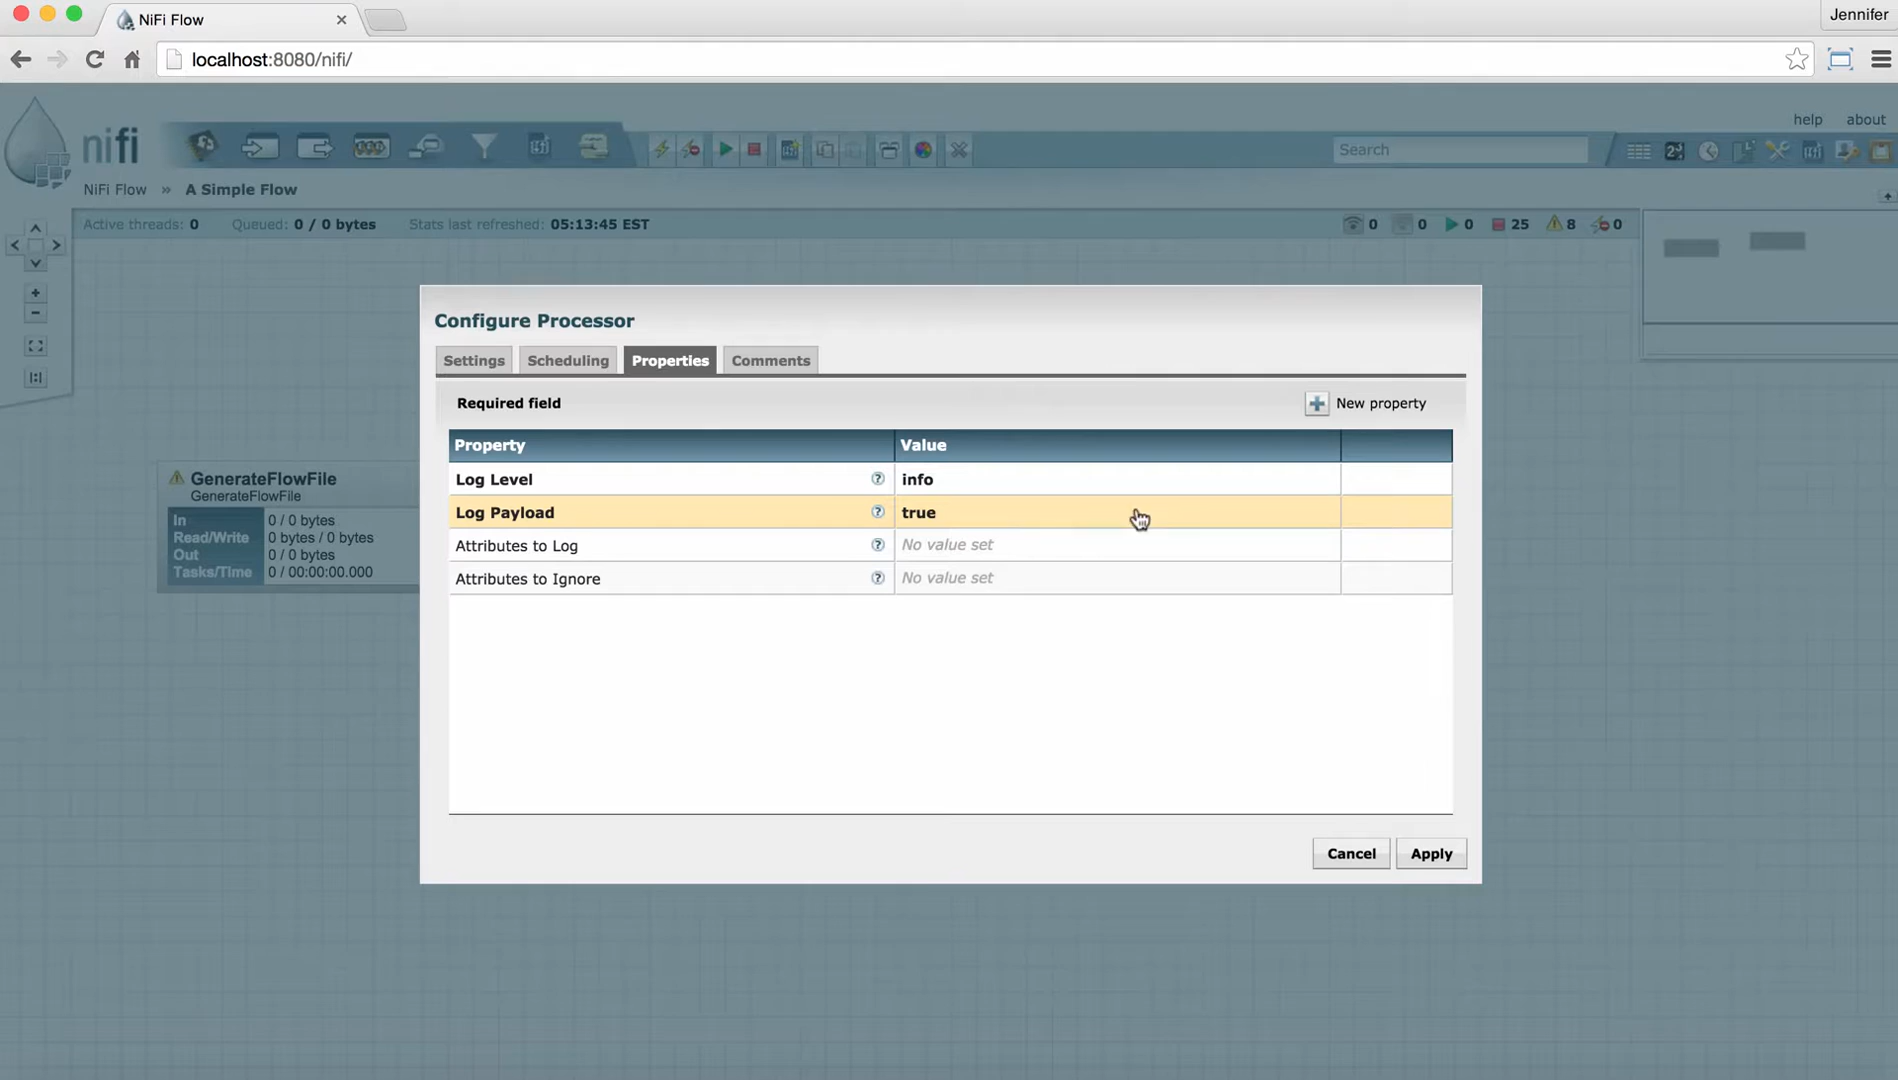 NiFi Flow
Jennifer
localhost:8080/nifi/
nifi
Search
help
about
NiFi Flow » A Simple Flow
Active threads: 0
Queued: 0 / 0 bytes
Stats last refreshed: 05:13:45 EST
0
0
0
25
8
0
Configure Processor
Settings
Scheduling
Properties
Comments
Required field
New property
Property
Value
Log Level
info
Log Payload
true
Attributes to Log
No value set
Attributes to Ignore
No value set
Cancel
Apply
GenerateFlowFile
GenerateFlowFile
In
0 / 0 bytes
Read/Write
0 bytes / 0 bytes
Out
0 / 0 bytes
Tasks/Time
0 / 00:00:00.000